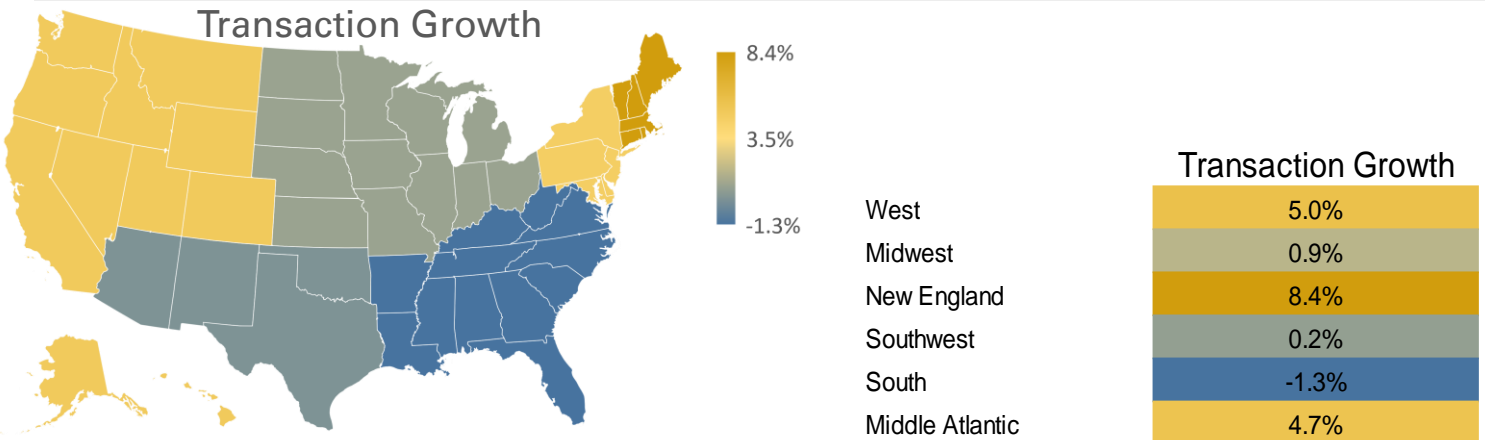 Transaction Growth
8.4%
3.5%
-1.3%
Transaction Growth
West 5.0%
Midwest 0.9%
New England 8.4%
Southwest 0.2%
South -1.3%
Middle Atlantic 4.7%